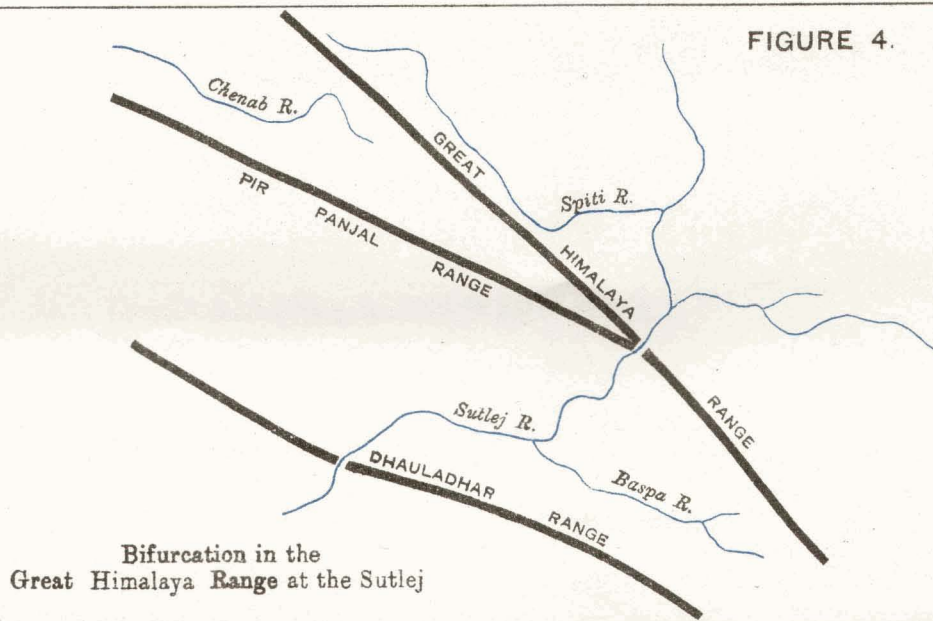 FIGURE 4.
Chenab R.
GREAT HIMALAYA RANGE
Spiti R.
PIR PANJAL RANGE
Sutlej R.
DHAULADHAR RANGE
Baspa R.
Bifurcation in the
Great Himalaya Range at the Sutlej